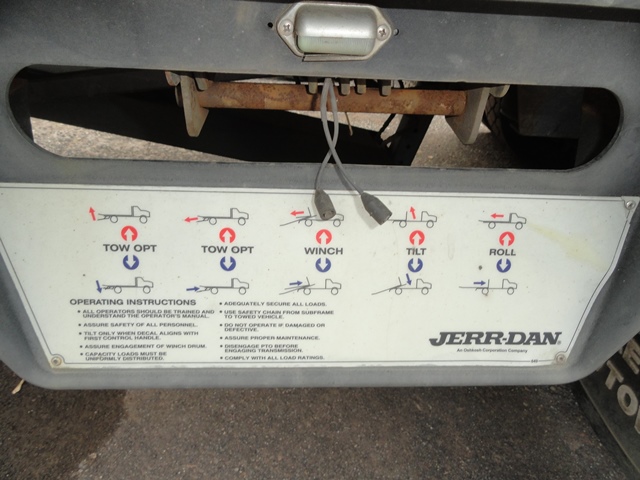 TOW OPT TOW OPT WINCH TILT ROLL
OPERATING INSTRUCTIONS
• ALL OPERATORS SHOULD BE TRAINED AND
UNDERSTAND THE OPERATOR'S MANUAL.
• ASSURE SAFETY OF ALL PERSONNEL.
• TILT ONLY WHEN DECAL ALIGNS WITH
FIRST CONTROL HANDLE.
• ASSURE ENGAGEMENT OF WINCH DRUM.
• CAPACITY LOADS MUST BE
UNIFORMLY DISTRIBUTED.
• ADEQUATELY SECURE ALL LOADS.
• USE SAFETY CHAIN FROM SUBFRAME
TO TOWED VEHICLE.
• DO NOT OPERATE IF DAMAGED OR
DEFECTIVE.
• ASSURE PROPER MAINTENANCE.
• DISENGAGE PTO BEFORE
ENGAGING TRANSMISSION.
• COMPLY WITH ALL LOAD RATINGS.
JERR-DAN
An Oshkosh Corporation Company
TO